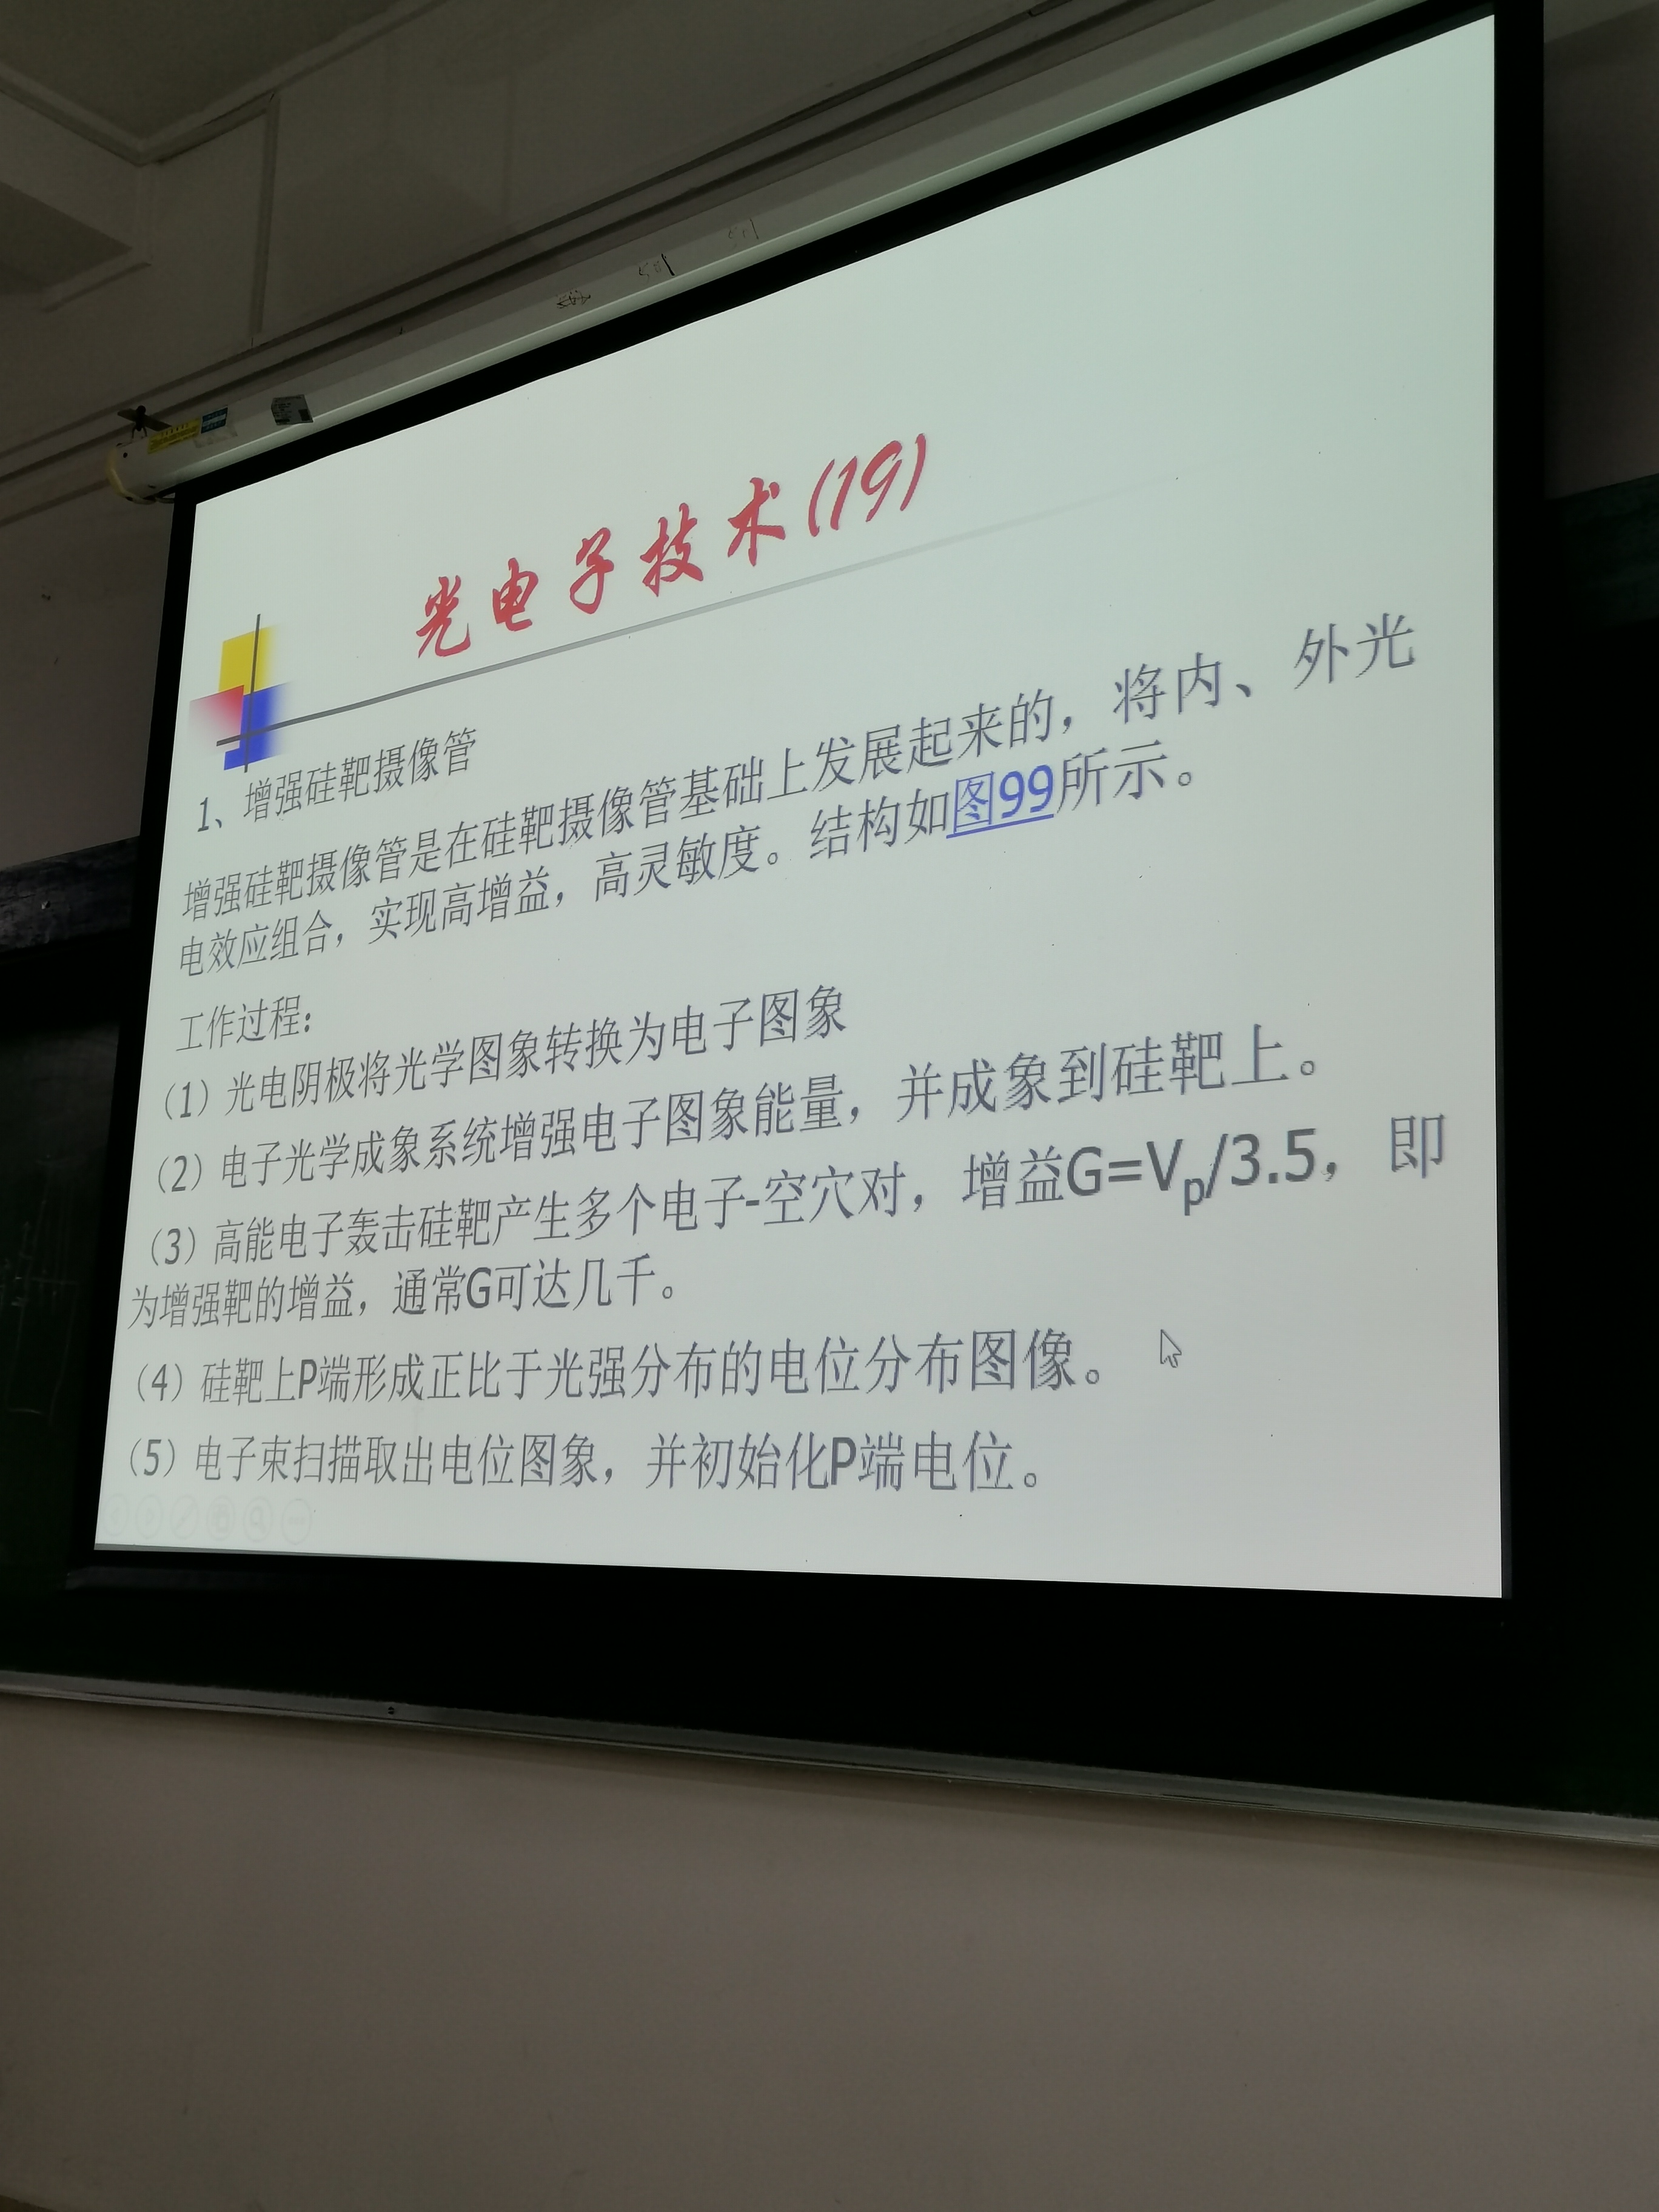 光电子技术(19)
1、增强硅靶摄像管
增强硅靶摄像管是在硅靶摄像管基础上发展起来的，将内、外光
电效应组合，实现高增益，高灵敏度。结构如图99所示。
工作过程：
（1）光电阴极将光学图象转换为电子图象
（2）电子光学成象系统增强电子图象能量，并成象到硅靶上。
（3）高能电子轰击硅靶产生多个电子-空穴对，增益G=Vp/3.5，即
为增强靶的增益，通常G可达几千。
（4）硅靶上P端形成正比于光强分布的电位分布图像。
（5）电子束扫描取出电位图象，并初始化P端电位。